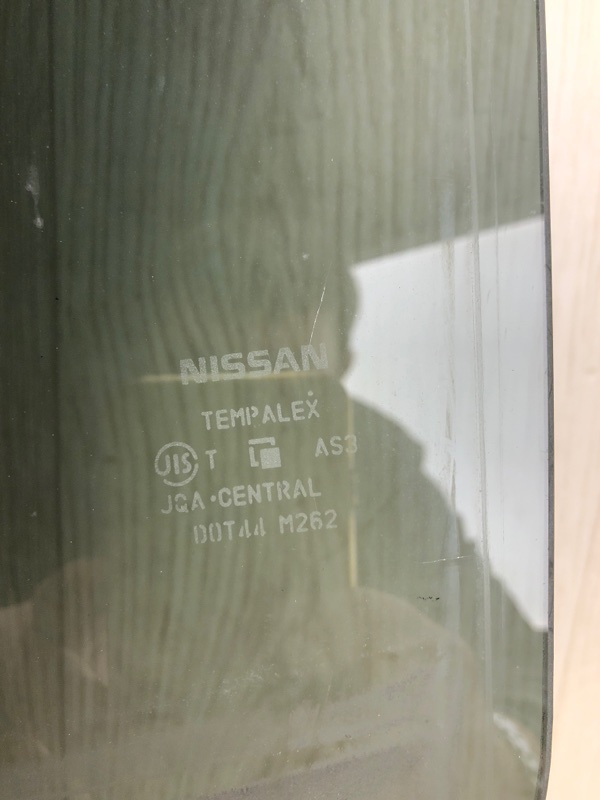 NISSAN
TEMPALEX
JIS T AS3
JQA·CENTRAL
DOT44 M262